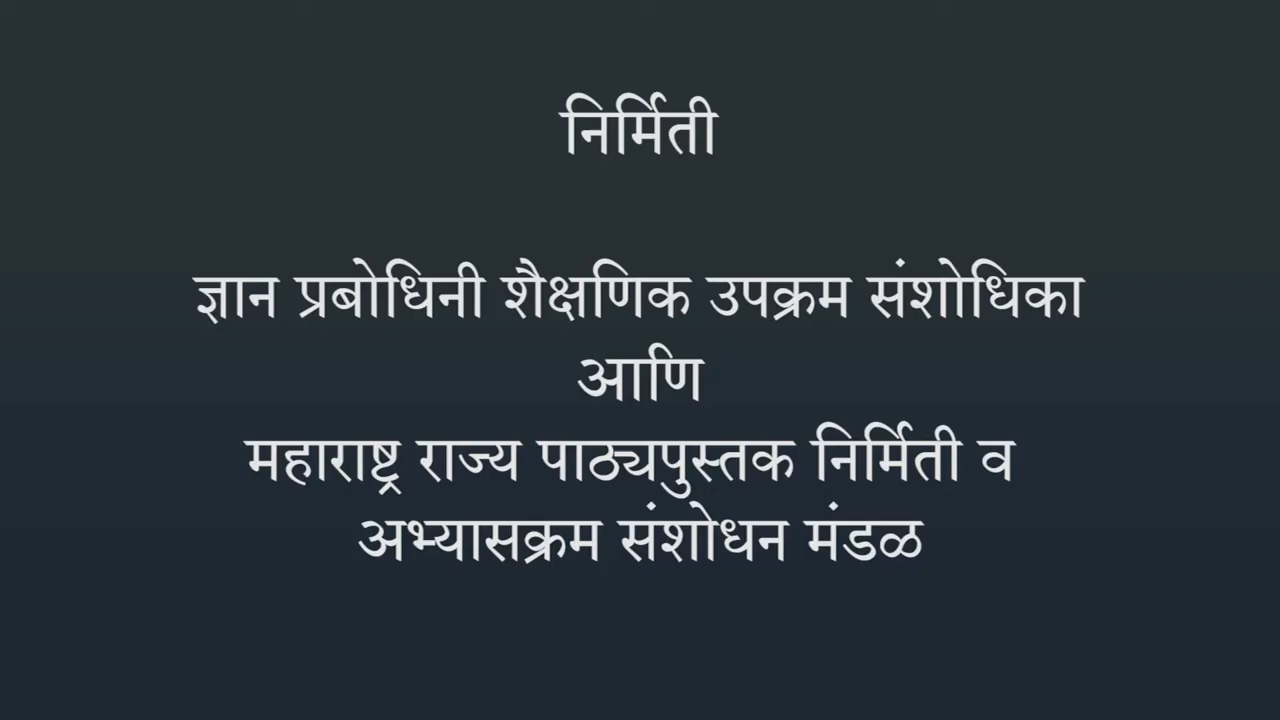 निर्मिती
ज्ञान प्रबोधिनी शैक्षणिक उपक्रम संशोधिका
आणि
महाराष्ट्र राज्य पाठ्यपुस्तक निर्मिती व
अभ्यासक्रम संशोधन मंडळ